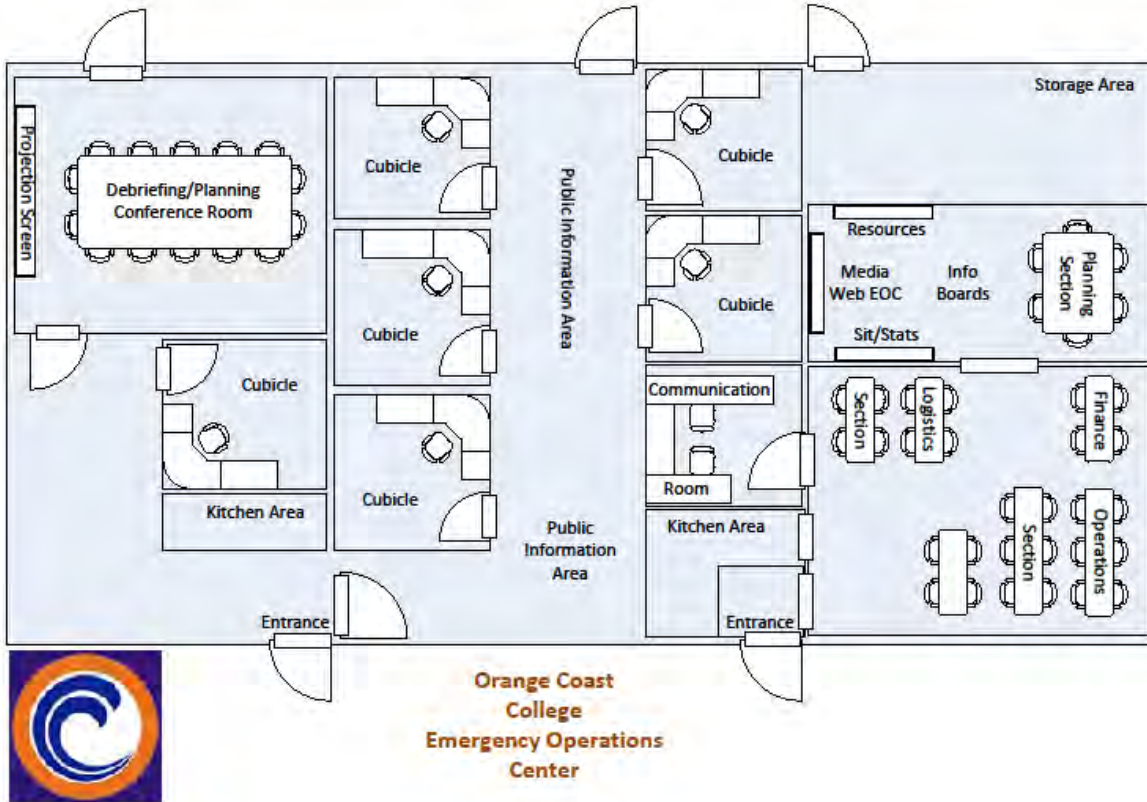 Storage Area
Projection Screen
Debriefing/Planning
Conference Room
Cubicle
Cubicle
Public Information Area
Resources
Media
Web EOC
Info
Boards
Planning
Section
Cubicle
Cubicle
Sit/Stats
Cubicle
Communication
Section
Logistics
Finance
Room
Cubicle
Kitchen Area
Public
Information
Area
Kitchen Area
Section
Operations
Entrance
Entrance
Orange Coast
College
Emergency Operations
Center